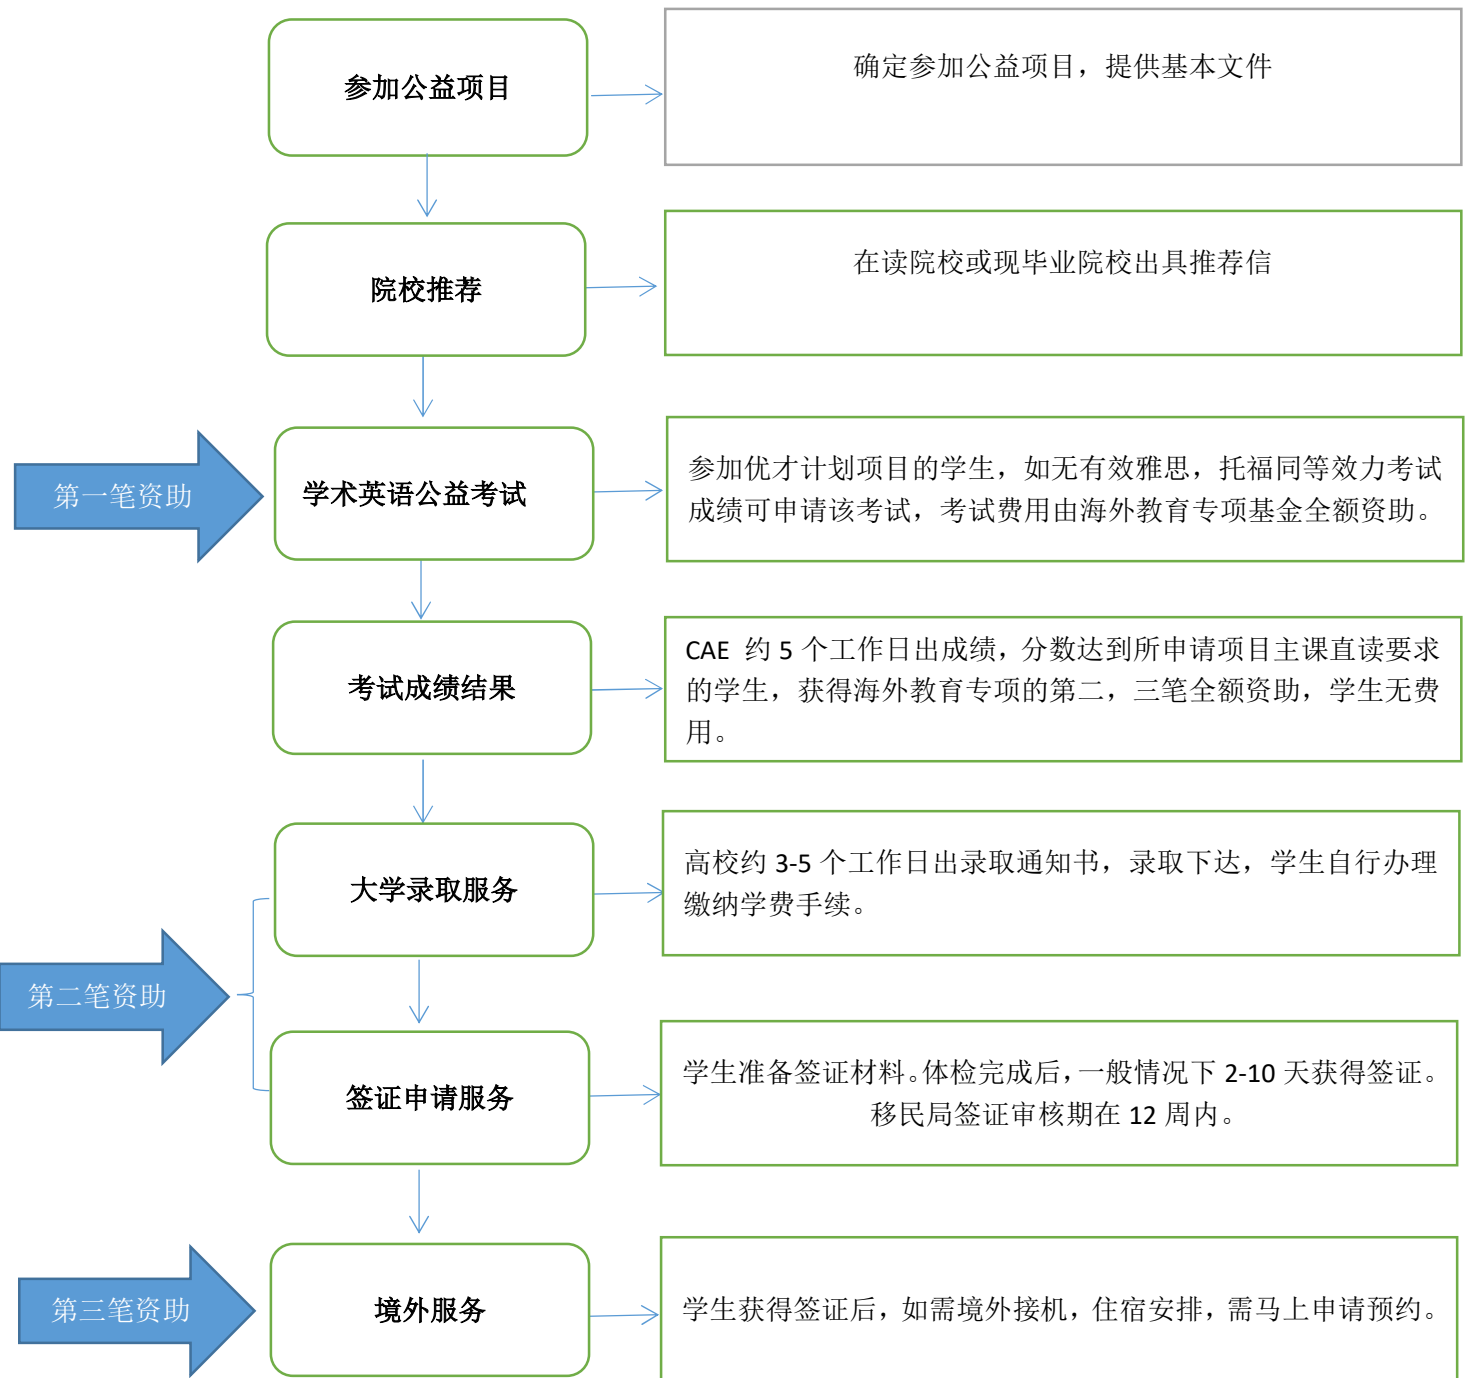 参加公益项目
确定参加公益项目，提供基本文件
院校推荐
在读院校或现毕业院校出具推荐信
第一笔资助
学术英语公益考试
参加优才计划项目的学生，如无有效雅思，托福同等效力考试
成绩可申请该考试，考试费用由海外教育专项基金全额资助。
考试成绩结果
CAE 约 5 个工作日出成绩，分数达到所申请项目主课直读要求
的学生，获得海外教育专项的第二，三笔全额资助，学生无费
用。
大学录取服务
高校约 3-5 个工作日出录取通知书，录取下达，学生自行办理
缴纳学费手续。
第二笔资助
签证申请服务
学生准备签证材料。体检完成后，一般情况下 2-10 天获得签证。
移民局签证审核期在 12 周内。
第三笔资助
境外服务
学生获得签证后，如需境外接机，住宿安排，需马上申请预约。